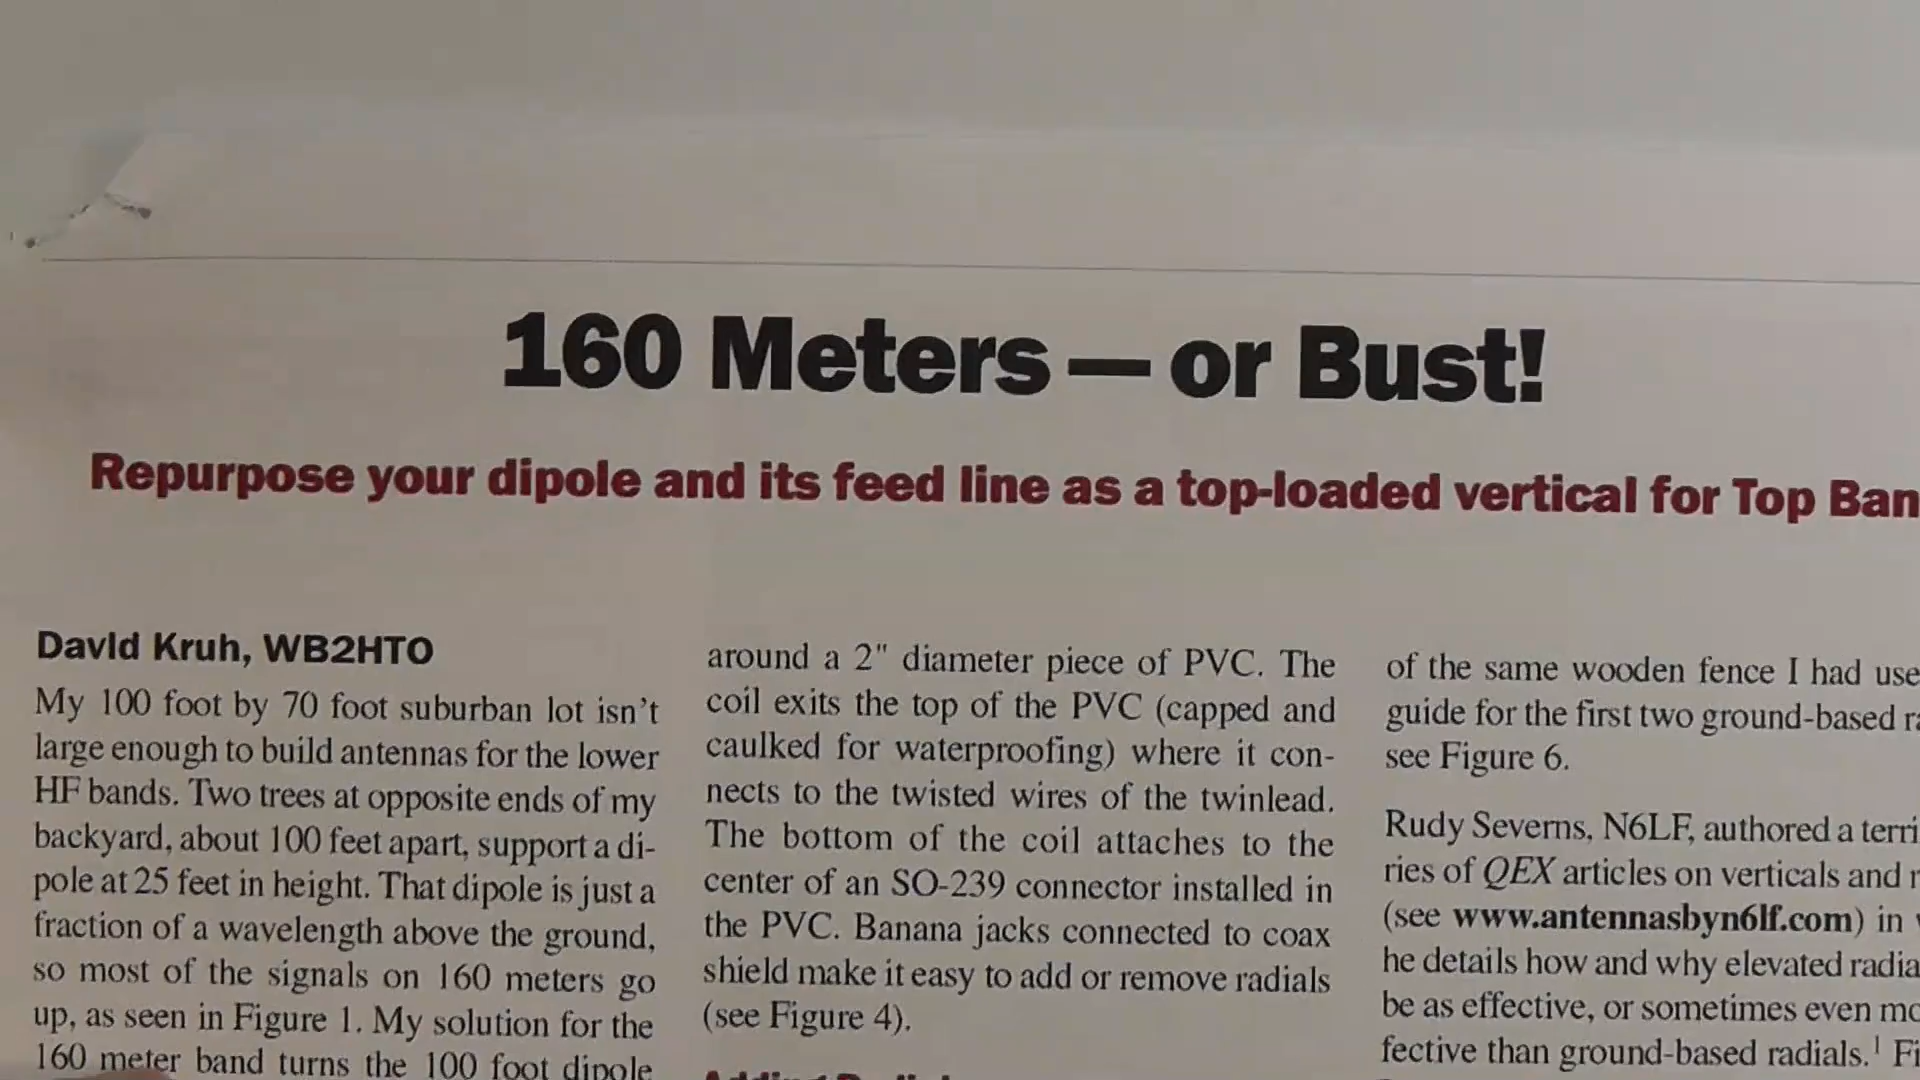 160 Meters — or Bust!
Repurpose your dipole and its feed line as a top-loaded vertical for Top
David Kruh, WB2HTO
My 100 foot by 70 foot suburban lot isn't
large enough to build antennas for the lower
HF bands. Two trees at opposite ends of my
backyard, about 100 feet apart, support a di-
pole at 25 feet in height. That dipole is just a
fraction of a wavelength above the ground,
so most of the signals on 160 meters go
up, as seen in Figure 1. My solution for the
160 meter band turns the 100 foot dipole
around a 2" diameter piece of PVC. The
coil exits the top of the PVC (capped and
caulked for waterproofing) where it con-
nects to the twisted wires of the twinlead.
The bottom of the coil attaches to the
center of an SO-239 connector installed in
the PVC. Banana jacks connected to coax
shield make it easy to add or remove radials
(see Figure 4).
of the same wooden fence I had
guide for the first two ground-based
see Figure 6.
Rudy Severns, N6LF, authored a
ries of QEX articles on verticals and
(see www.antennasbyn6lf.com) in
he details how and why elevated
be as effective, or sometimes even
fective than ground-based radials.¹